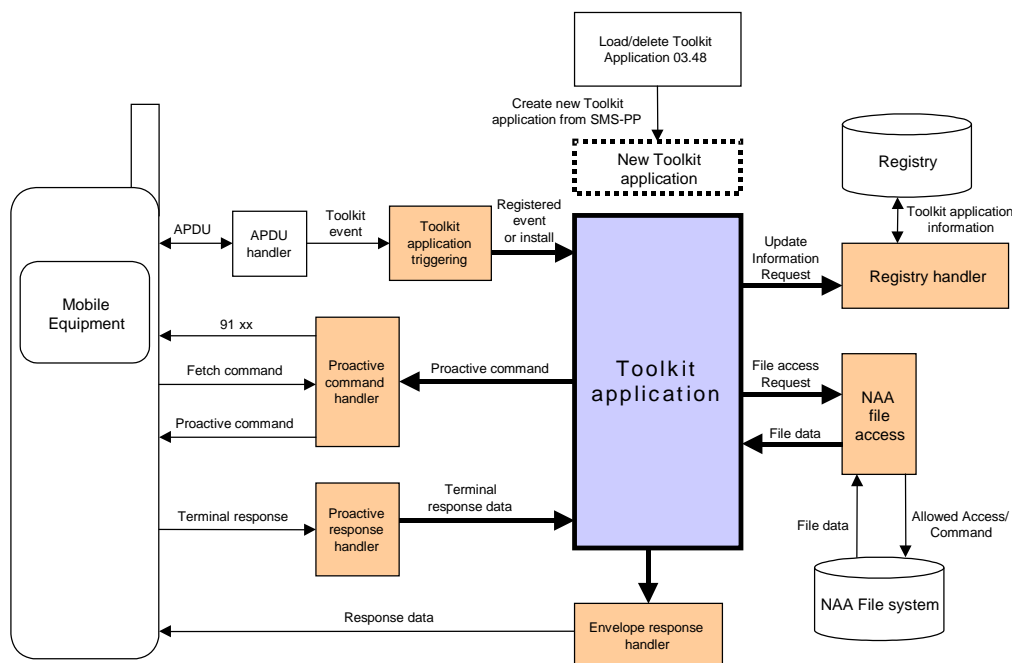 Load/delete Toolkit
Application 03.48
Create new Toolkit
application from SMS-PP
New Toolkit
application
Registry
Toolkit application
information
APDU
APDU
handler
Toolkit
event
Toolkit
application
triggering
Registered
event
or install
Update
Information
Request
Registry handler
Mobile
Equipment
91 xx
Fetch command
Proactive command
Proactive
command
handler
Proactive command
Toolkit
application
File access
Request
File data
NAA
file
access
Terminal response
Proactive
response
handler
Terminal
response data
File data
Allowed Access/
Command
NAA File system
Response data
Envelope response
handler